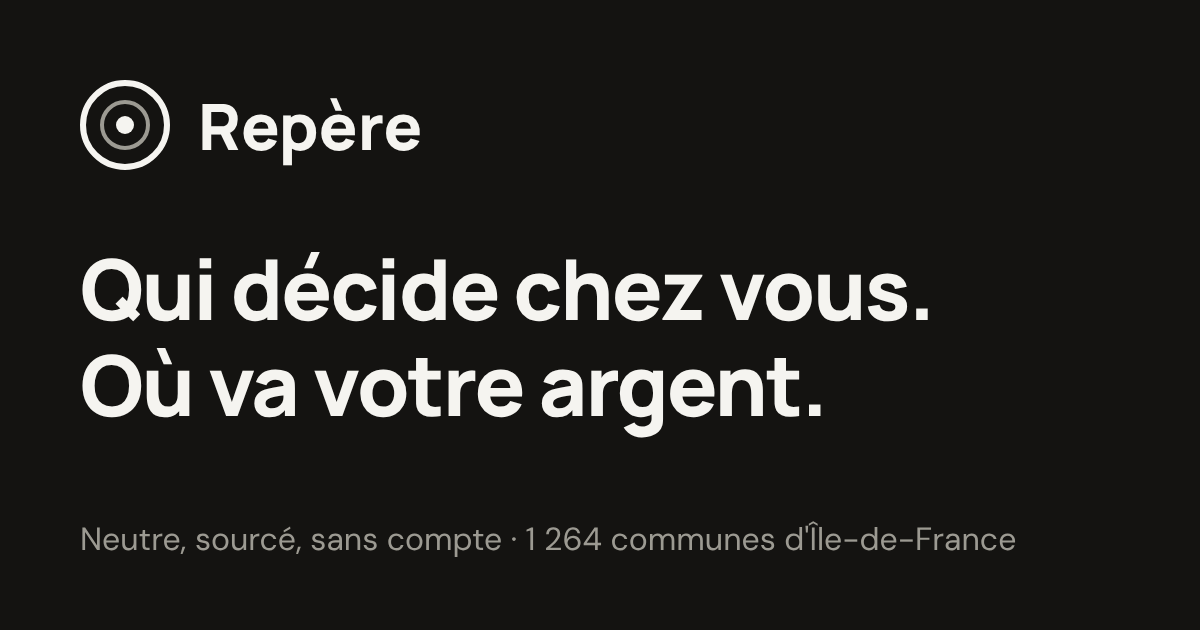 Repère
Qui décide chez vous.
Où va votre argent.
Neutre, sourcé, sans compte · 1 264 communes d'Île-de-France